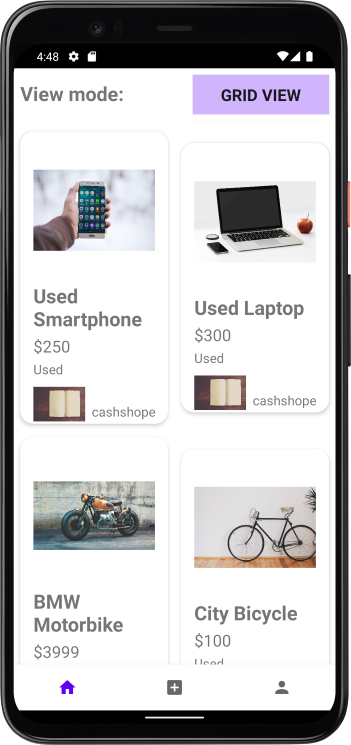 4:48
View mode:
GRID VIEW
Used
Smartphone
$250
Used
cashshope
Used Laptop
$300
Used
cashshope
BMW
Motorbike
$3999
City Bicycle
$100
Used